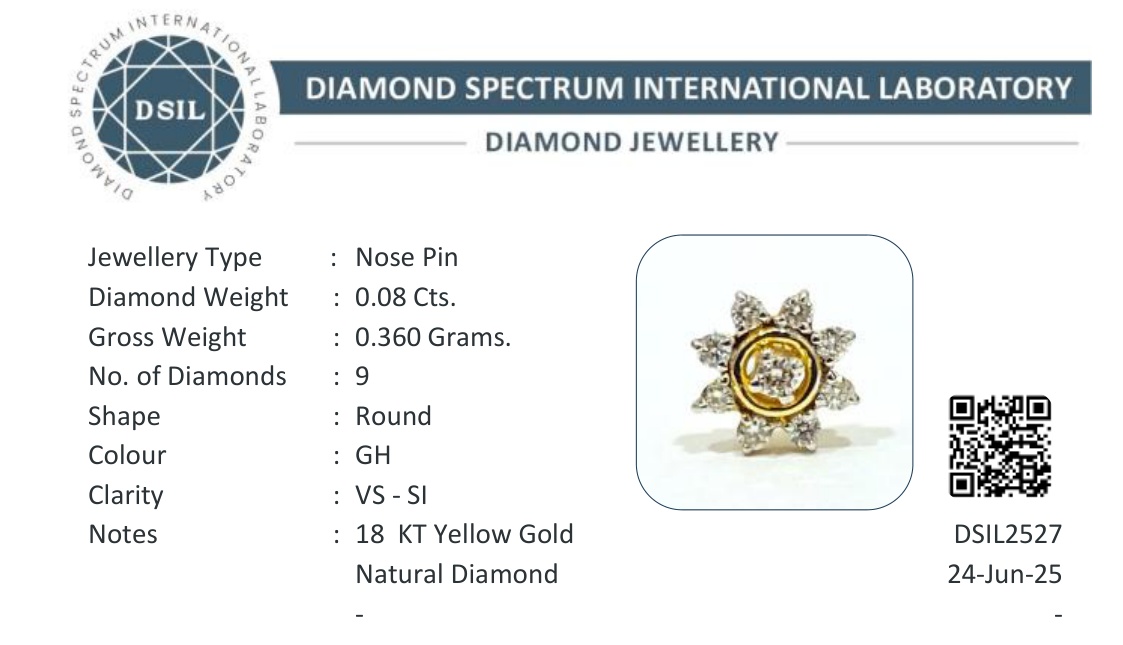 DIAMOND SPECTRUM INTERNATIONAL LABORATORY
DSIL
DIAMOND SPECTRUM INTERNATIONAL LABORATORY
DIAMOND JEWELLERY
Jewellery Type : Nose Pin
Diamond Weight : 0.08 Cts.
Gross Weight : 0.360 Grams.
No. of Diamonds : 9
Shape : Round
Colour : GH
Clarity : VS - SI
Notes : 18 KT Yellow Gold DSIL2527
Natural Diamond 24-Jun-25
- -